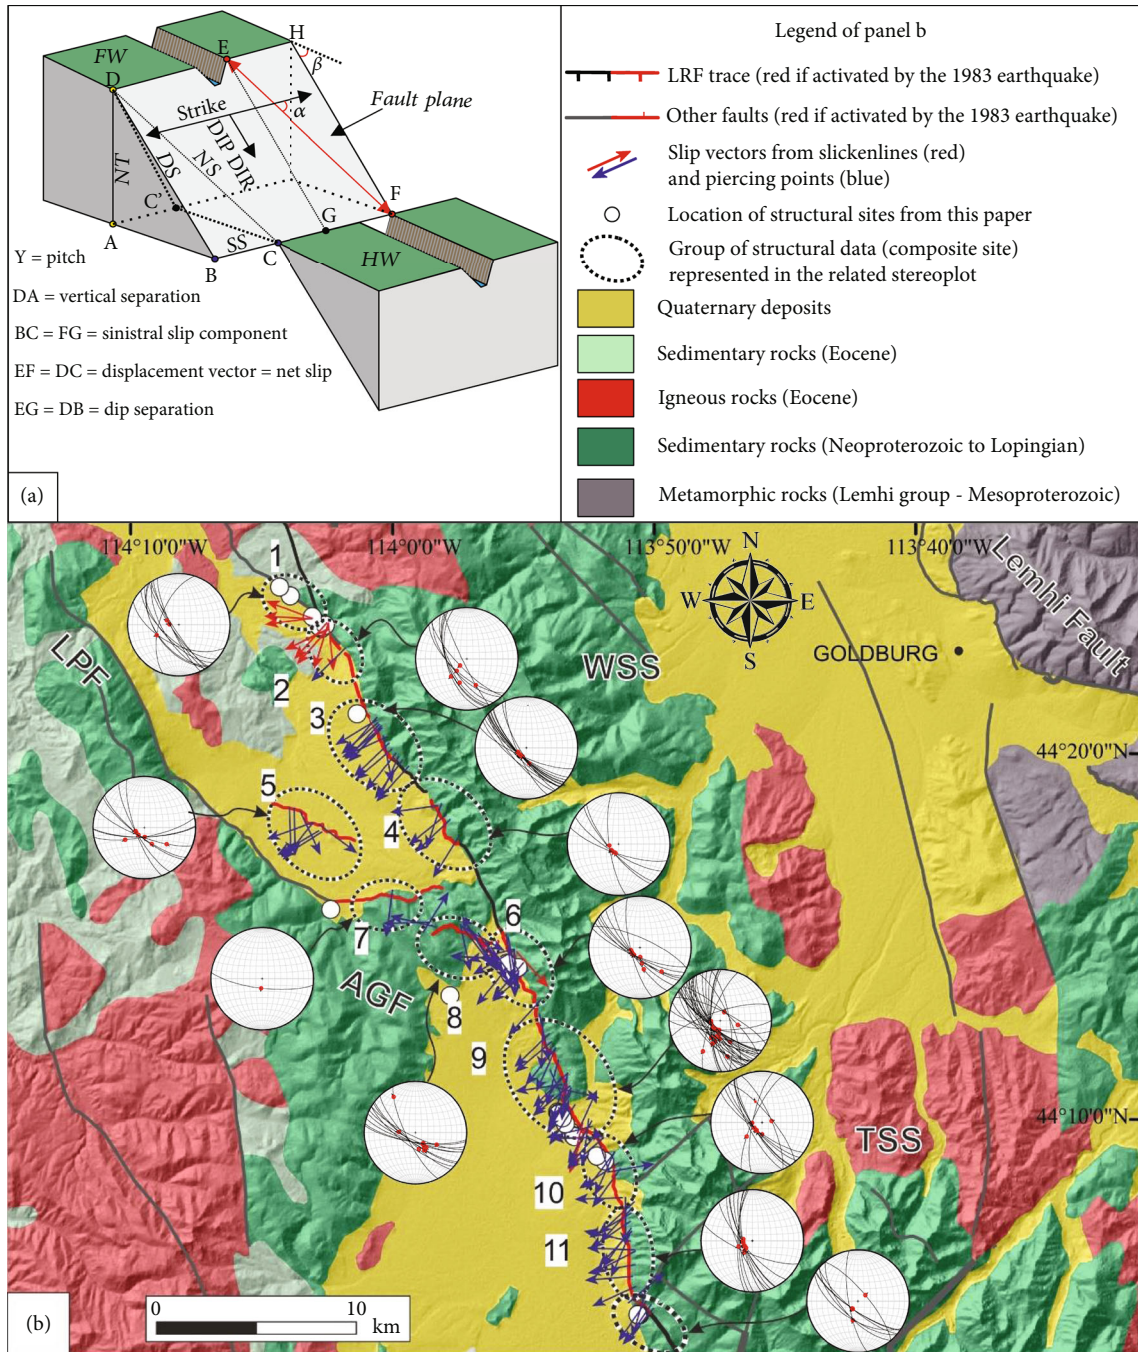 FW
D
E
H
β
Strike
α
Fault plane
DIP DIR
NT
DS
NS
C'
F
G
A
SS
B
C
HW
Y = pitch
DA = vertical separation
BC = FG = sinistral slip component
EF = DC = displacement vector = net slip
EG = DB = dip separation
(a)
Legend of panel b
LRF trace (red if activated by the 1983 earthquake)
Other faults (red if activated by the 1983 earthquake)
Slip vectors from slickenlines (red)
and piercing points (blue)
Location of structural sites from this paper
Group of structural data (composite site)
represented in the related stereoplot
Quaternary deposits
Sedimentary rocks (Eocene)
Igneous rocks (Eocene)
Sedimentary rocks (Neoproterozoic to Lopingian)
Metamorphic rocks (Lemhi group - Mesoproterozoic)
114°10'0"W
114°0'0"W
113°50'0"W
113°40'0"W
1
N
W
E
S
Lemhi Fault
LPF
WSS
GOLDBURG
2
3
44°20'0"N
5
4
6
7
AGF
8
9
44°10'0"N
TSS
10
11
(b)
0
10
km